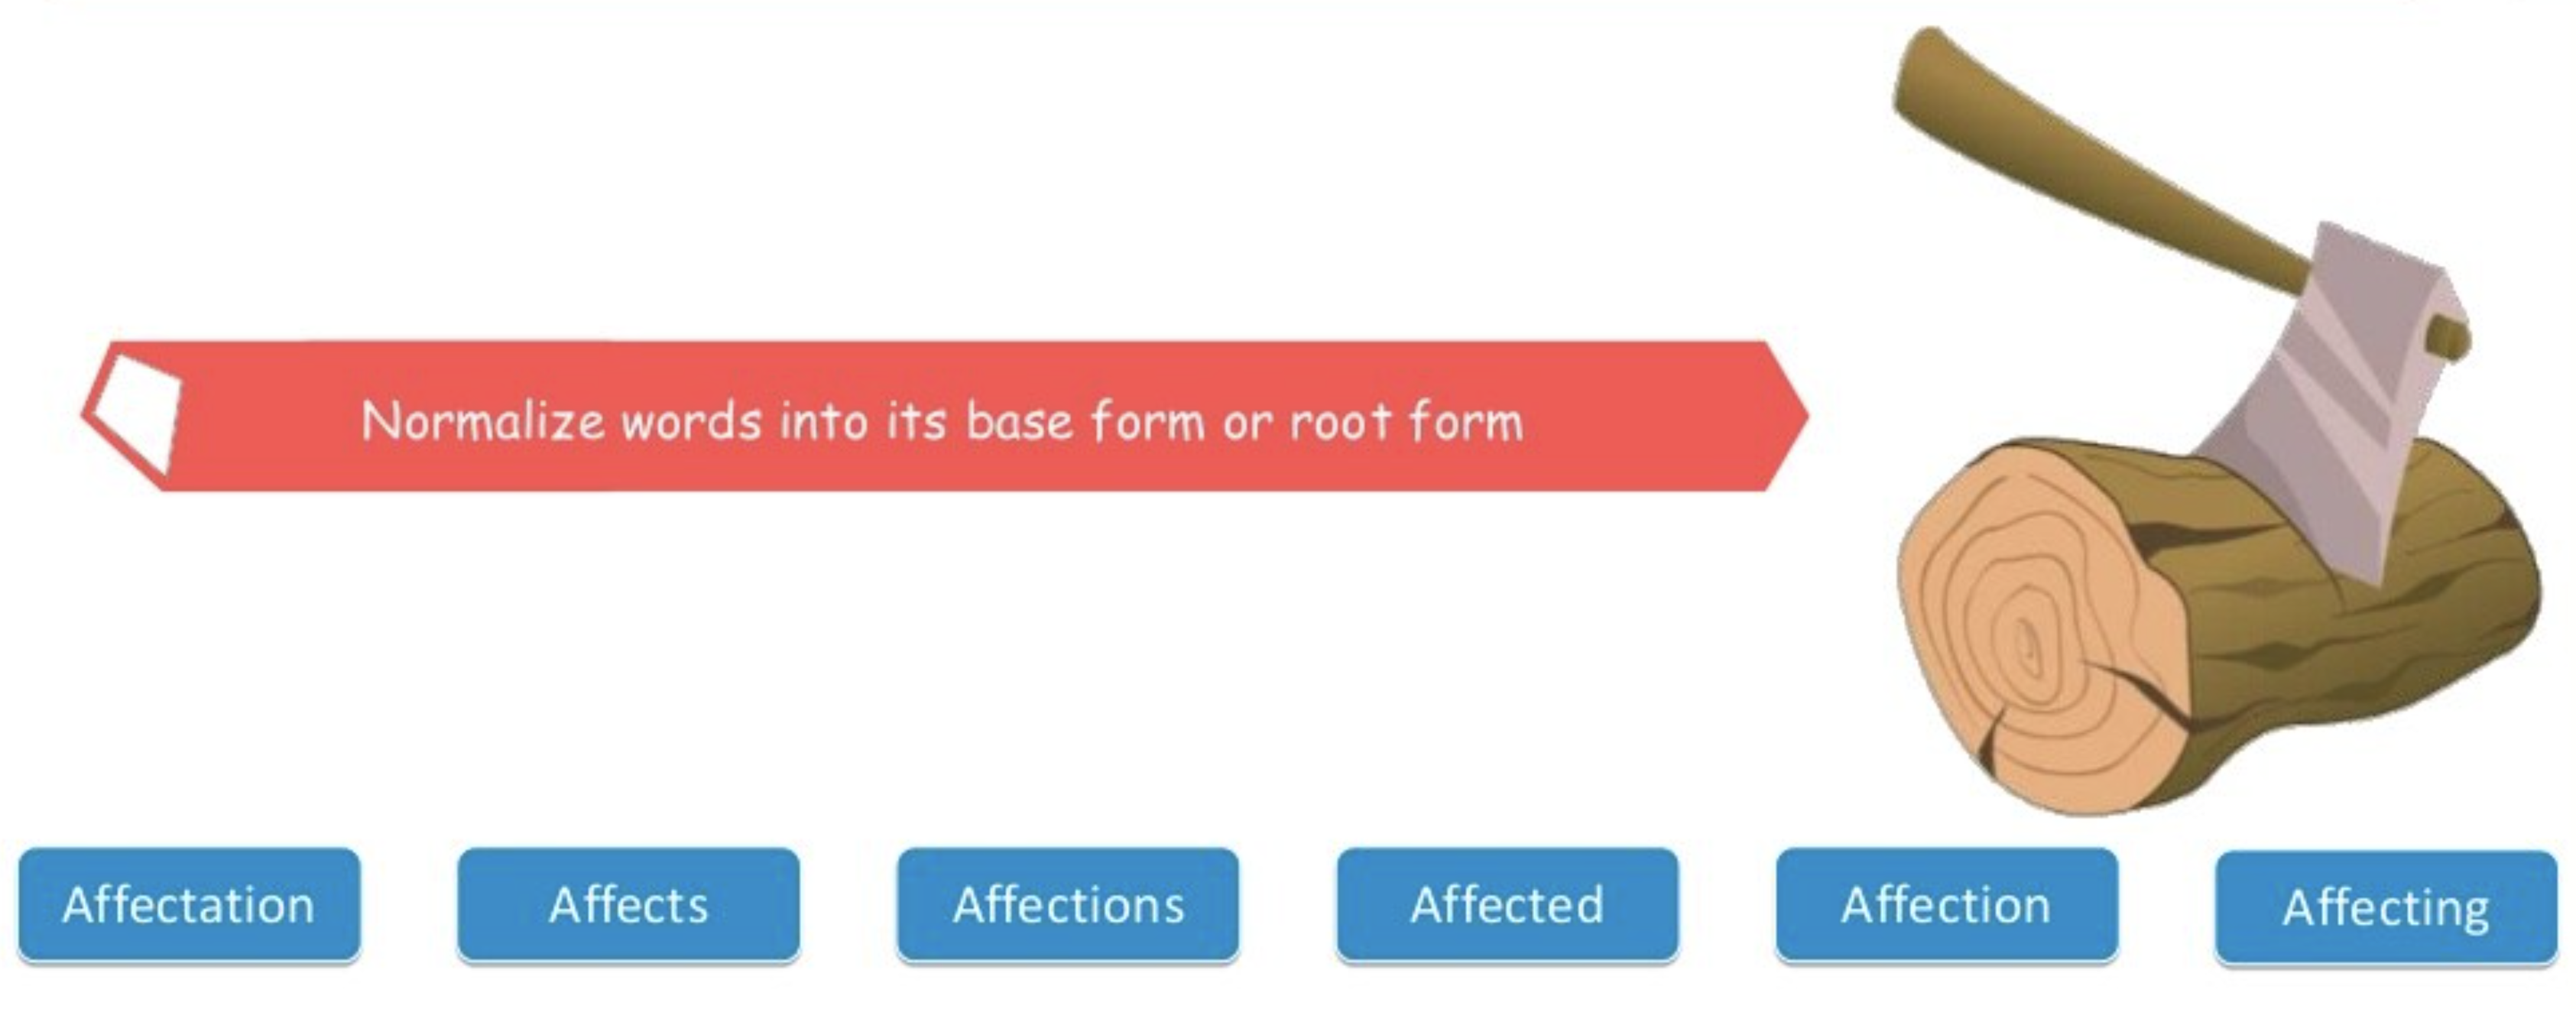 Normalize words into its base form or root form
Affectation Affects Affections Affected Affection Affecting